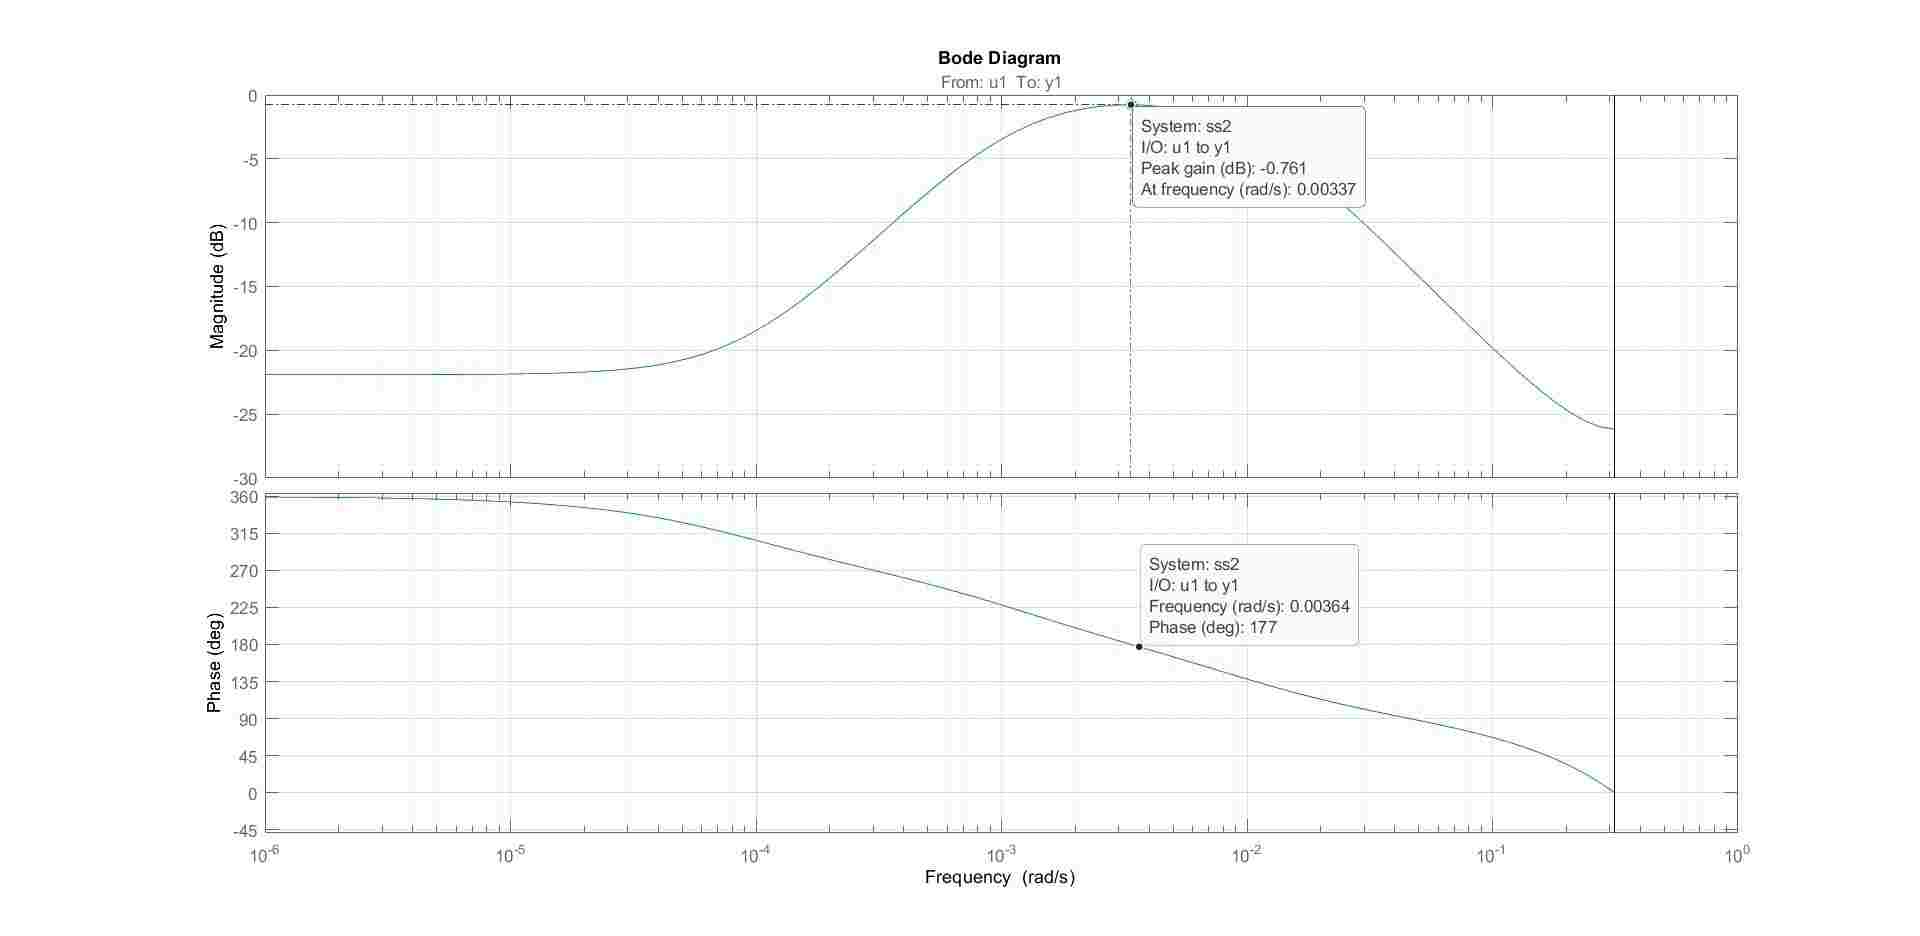 Bode Diagram
From: u1 To: y1
0
-5
-10
-15
-20
-25
-30
Magnitude (dB)
System: ss2
I/O: u1 to y1
Peak gain (dB): -0.761
At frequency (rad/s): 0.00337
360
315
270
225
180
135
90
45
0
-45
Phase (deg)
System: ss2
I/O: u1 to y1
Frequency (rad/s): 0.00364
Phase (deg): 177
10^-6 10^-5 10^-4 10^-3 10^-2 10^-1 10^0
Frequency (rad/s)